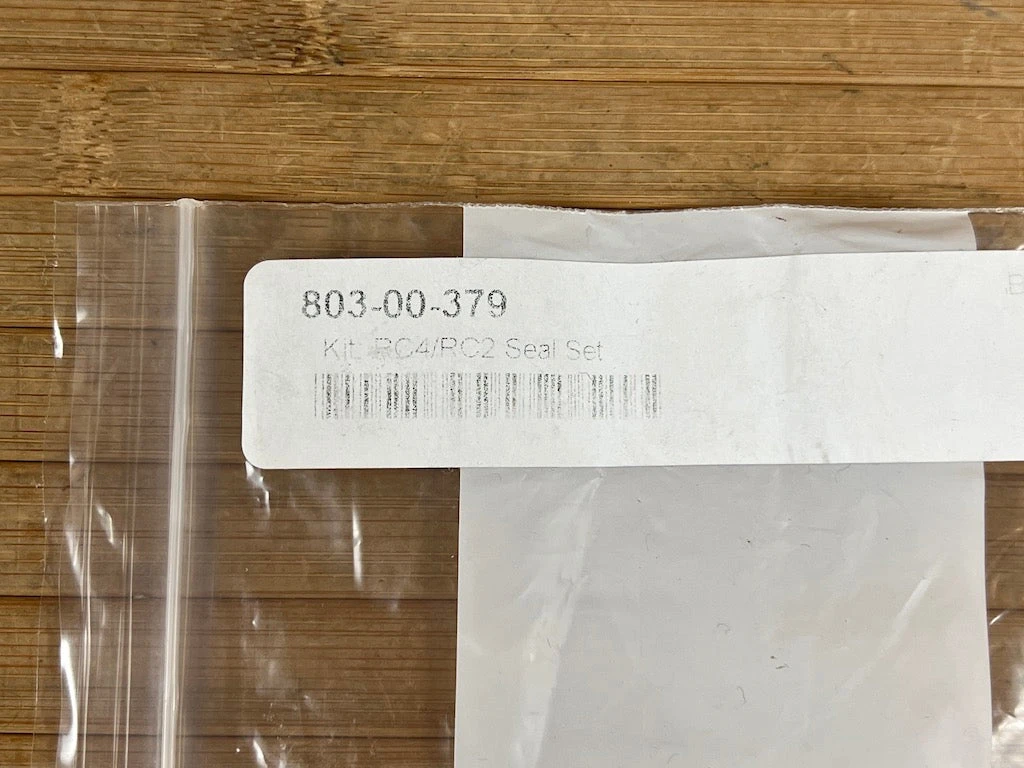 803-00-379
Kit: RC4/RC2 Seal Set
B